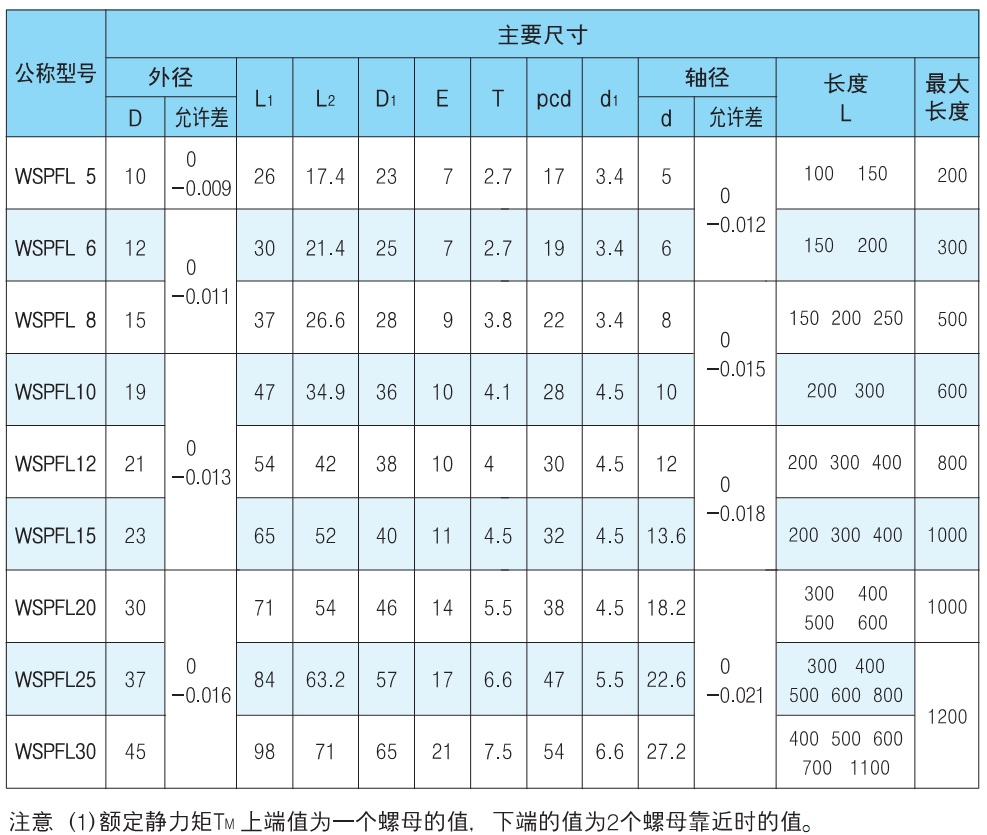 主要尺寸
公称型号 外径 L1 L2 D1 E T pcd d1 轴径 长度 L 最大长度
D 允许差 d 允许差
WSPFL 5 10 0 -0.009 26 17.4 23 7 2.7 17 3.4 5 0 -0.012 100 150 200
WSPFL 6 12 0 -0.011 30 21.4 25 7 2.7 19 3.4 6 150 200 300
WSPFL 8 15 37 26.6 28 9 3.8 22 3.4 8 0 -0.015 150 200 250 500
WSPFL10 19 0 -0.013 47 34.9 36 10 4.1 28 4.5 10 200 300 600
WSPFL12 21 54 42 38 10 4 30 4.5 12 0 -0.018 200 300 400 800
WSPFL15 23 65 52 40 11 4.5 32 4.5 13.6 200 300 400 1000
WSPFL20 30 0 -0.016 71 54 46 14 5.5 38 4.5 18.2 0 -0.021 300 400 500 600 1000
WSPFL25 37 84 63.2 57 17 6.6 47 5.5 22.6 300 400 500 600 800 1200
WSPFL30 45 98 71 65 21 7.5 54 6.6 27.2 400 500 600 700 1100
注意 (1)额定静力矩TM 上端值为一个螺母的值, 下端的值为2个螺母靠近时的值。